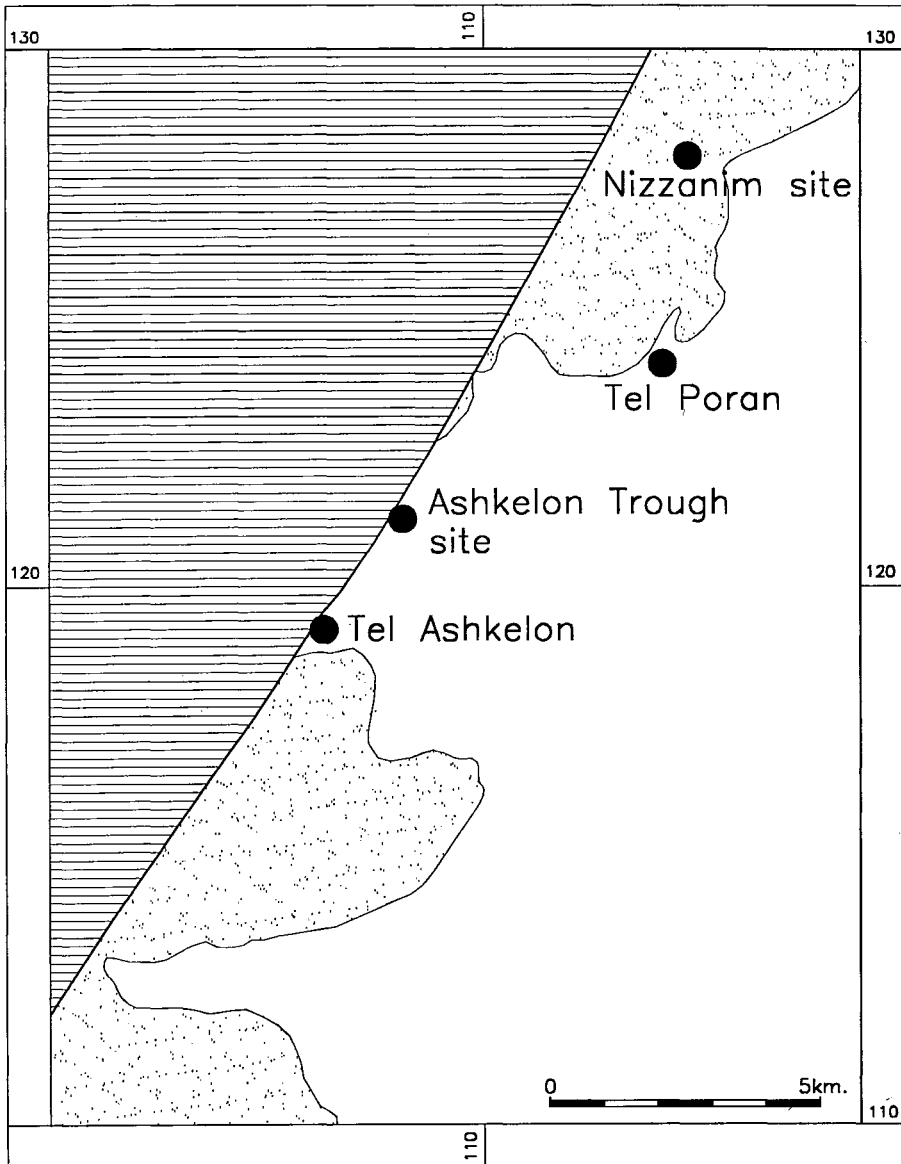 110
130
130
Nizzanim site
Tel Poran
Ashkelon Trough
site
120
120
Tel Ashkelon
0 5km.
110
110